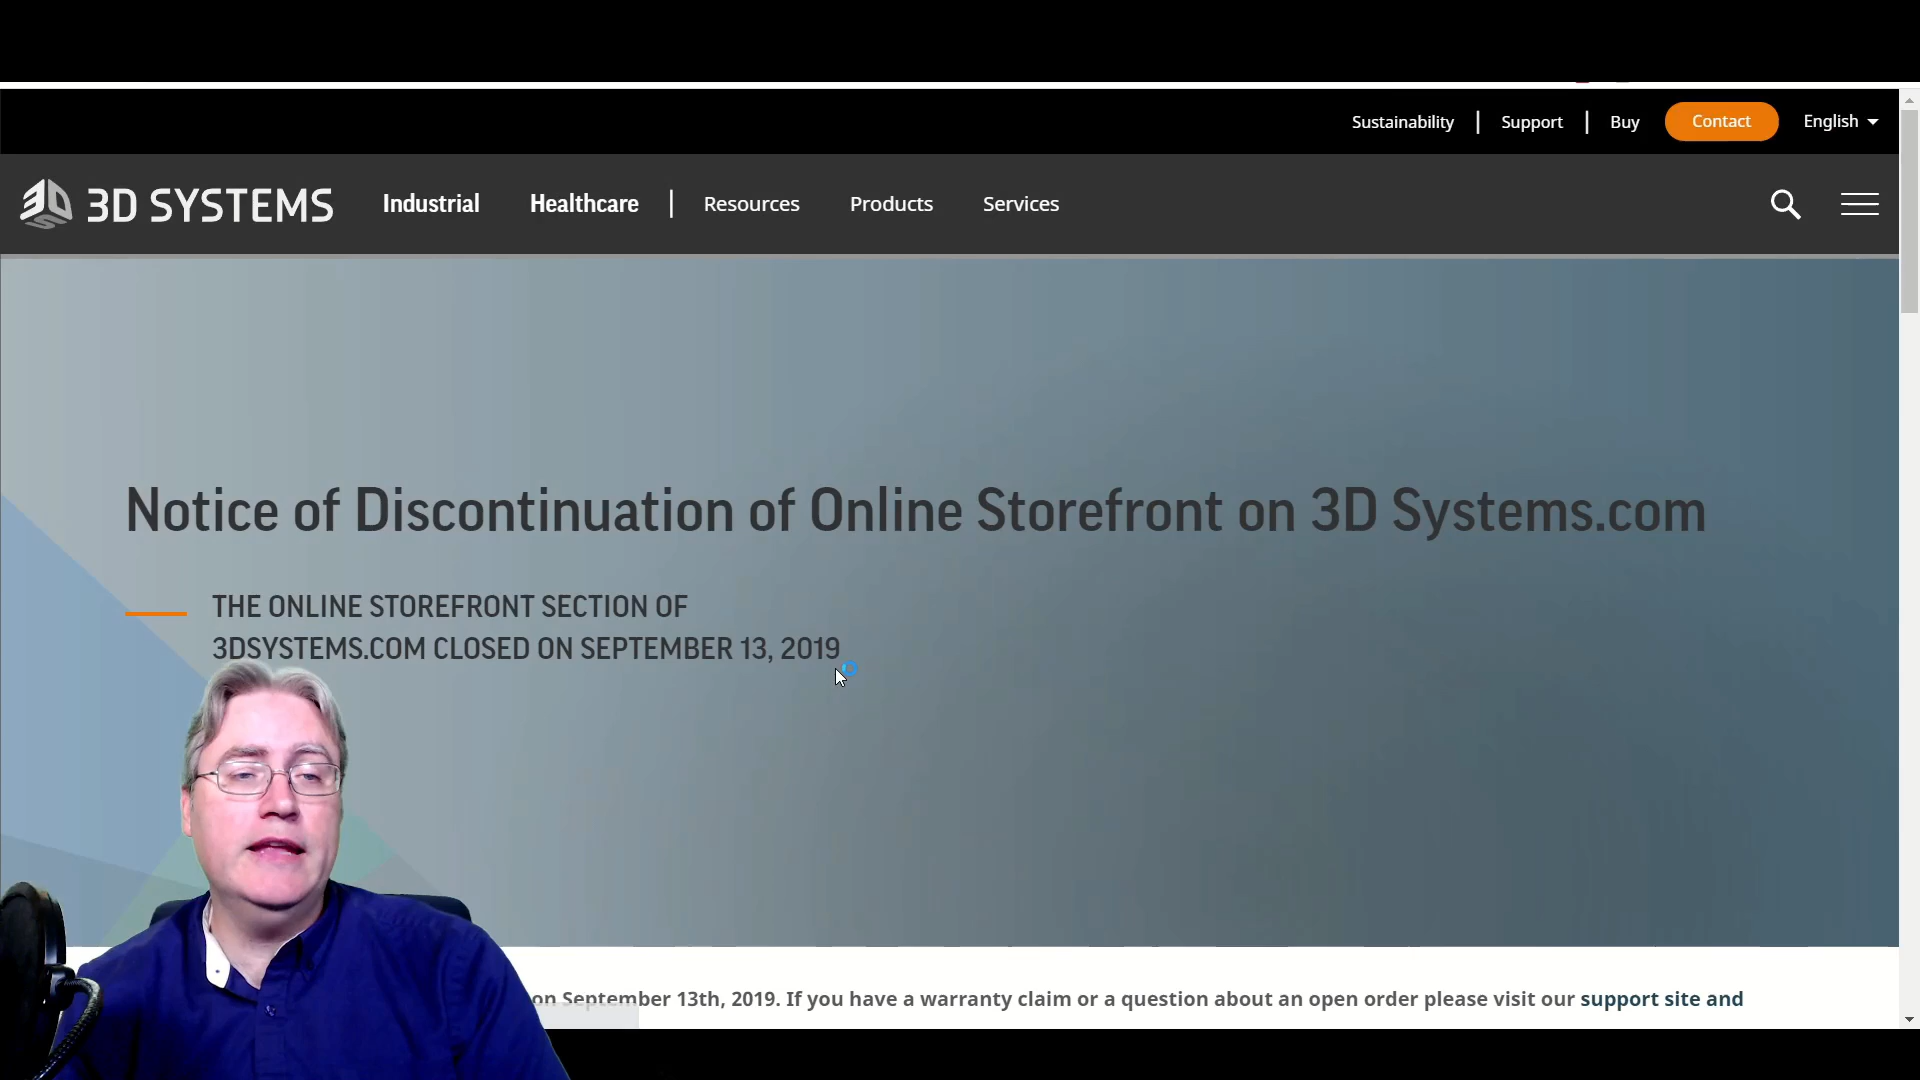 Sustainability | Support | Buy Contact English
3D SYSTEMS Industrial Healthcare | Resources Products Services
Notice of Discontinuation of Online Storefront on 3D Systems.com
THE ONLINE STOREFRONT SECTION OF
3DSYSTEMS.COM CLOSED ON SEPTEMBER 13, 2019
on September 13th, 2019. If you have a warranty claim or a question about an open order please visit our support site and